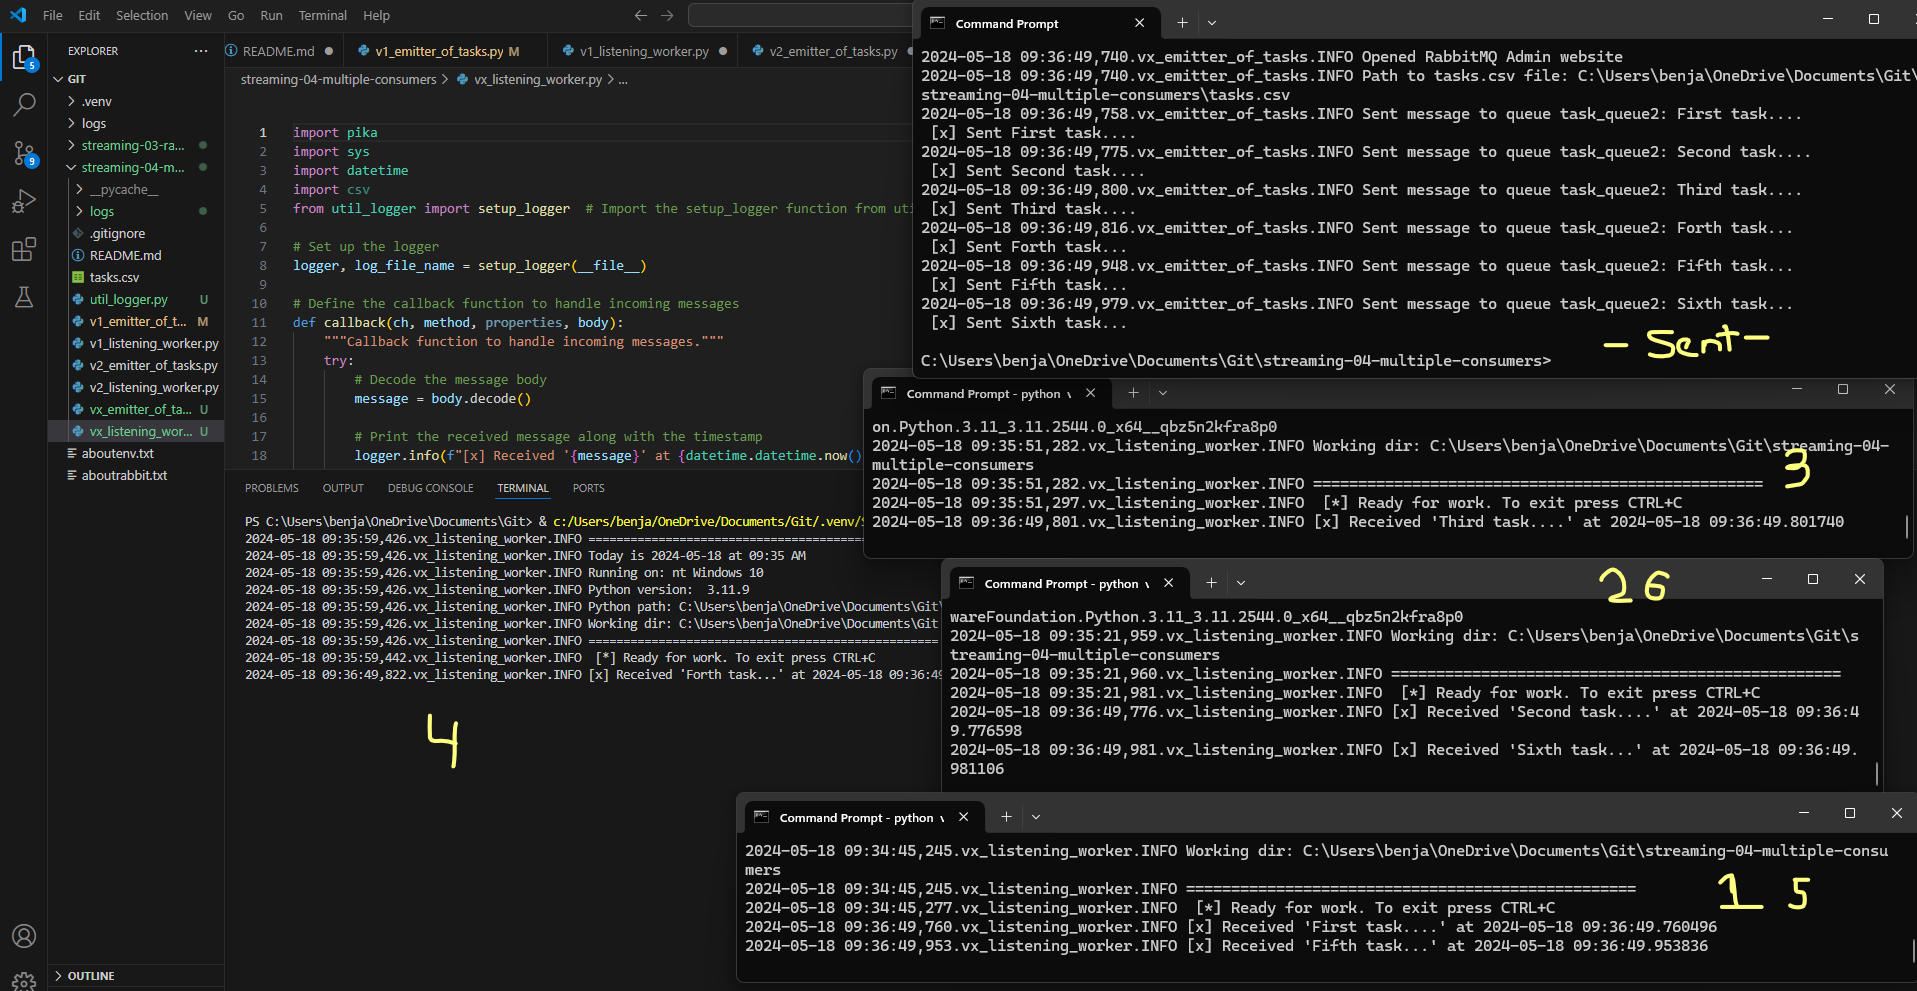 File Edit Selection View Go Run Terminal Help
EXPLORER
GIT
.venv
logs
streaming-03-ra...
streaming-04-m...
__pycache__
logs
.gitignore
README.md
tasks.csv
util_logger.py U
v1_emitter_of_t... M
v1_listening_worker.py
v2_emitter_of_tasks.py
v2_listening_worker.py
vx_emitter_of_ta... U
vx_listening_wor... U
aboutenv.txt
aboutrabbit.txt
OUTLINE
5
9
README.md v1_emitter_of_tasks.py M v1_listening_worker.py v2_emitter_of_tasks.py
streaming-04-multiple-consumers > vx_listening_worker.py > ...
1 import pika
2 import sys
3 import datetime
4 import csv
5 from util_logger import setup_logger # Import the setup_logger function from uti
6
7 # Set up the logger
8 logger, log_file_name = setup_logger(__file__)
9
10 # Define the callback function to handle incoming messages
11 def callback(ch, method, properties, body):
12 """Callback function to handle incoming messages."""
13 try:
14 # Decode the message body
15 message = body.decode()
16
17 # Print the received message along with the timestamp
18 logger.info(f"[x] Received '{message}' at {datetime.datetime.now()
PROBLEMS OUTPUT DEBUG CONSOLE TERMINAL PORTS
PS C:\Users\benja\OneDrive\Documents\Git> & c:/Users/benja/OneDrive/Documents/Git/.venv/S
2024-05-18 09:35:59,426.vx_listening_worker.INFO ========================================
2024-05-18 09:35:59,426.vx_listening_worker.INFO Today is 2024-05-18 at 09:35 AM
2024-05-18 09:35:59,426.vx_listening_worker.INFO Running on: nt Windows 10
2024-05-18 09:35:59,426.vx_listening_worker.INFO Python version:  3.11.9
2024-05-18 09:35:59,426.vx_listening_worker.INFO Python path: C:\Users\benja\OneDrive\Documents\Git\
2024-05-18 09:35:59,426.vx_listening_worker.INFO Working dir: C:\Users\benja\OneDrive\Documents\Git
2024-05-18 09:35:59,426.vx_listening_worker.INFO ==================================================
2024-05-18 09:35:59,442.vx_listening_worker.INFO  [*] Ready for work. To exit press CTRL+C
2024-05-18 09:36:49,822.vx_listening_worker.INFO [x] Received 'Forth task...' at 2024-05-18 09:36:49
4
Command Prompt
2024-05-18 09:36:49,740.vx_emitter_of_tasks.INFO Opened RabbitMQ Admin website
2024-05-18 09:36:49,740.vx_emitter_of_tasks.INFO Path to tasks.csv file: C:\Users\benja\OneDrive\Documents\Git\
streaming-04-multiple-consumers\tasks.csv
2024-05-18 09:36:49,758.vx_emitter_of_tasks.INFO Sent message to queue task_queue2: First task....
[x] Sent First task....
2024-05-18 09:36:49,775.vx_emitter_of_tasks.INFO Sent message to queue task_queue2: Second task....
[x] Sent Second task....
2024-05-18 09:36:49,800.vx_emitter_of_tasks.INFO Sent message to queue task_queue2: Third task....
[x] Sent Third task....
2024-05-18 09:36:49,816.vx_emitter_of_tasks.INFO Sent message to queue task_queue2: Forth task...
[x] Sent Forth task...
2024-05-18 09:36:49,948.vx_emitter_of_tasks.INFO Sent message to queue task_queue2: Fifth task...
[x] Sent Fifth task...
2024-05-18 09:36:49,979.vx_emitter_of_tasks.INFO Sent message to queue task_queue2: Sixth task...
[x] Sent Sixth task...
- Sent -
C:\Users\benja\OneDrive\Documents\Git\streaming-04-multiple-consumers>
Command Prompt - python v
on.Python.3.11_3.11.2544.0_x64__qbz5n2kfra8p0
2024-05-18 09:35:51,282.vx_listening_worker.INFO Working dir: C:\Users\benja\OneDrive\Documents\Git\streaming-04-
multiple-consumers
3
2024-05-18 09:35:51,282.vx_listening_worker.INFO ==================================================
2024-05-18 09:35:51,297.vx_listening_worker.INFO  [*] Ready for work. To exit press CTRL+C
2024-05-18 09:36:49,801.vx_listening_worker.INFO [x] Received 'Third task....' at 2024-05-18 09:36:49.801740
Command Prompt - python v
2 6
wareFoundation.Python.3.11_3.11.2544.0_x64__qbz5n2kfra8p0
2024-05-18 09:35:21,959.vx_listening_worker.INFO Working dir: C:\Users\benja\OneDrive\Documents\Git\s
treaming-04-multiple-consumers
2024-05-18 09:35:21,960.vx_listening_worker.INFO ==================================================
2024-05-18 09:35:21,981.vx_listening_worker.INFO  [*] Ready for work. To exit press CTRL+C
2024-05-18 09:36:49,776.vx_listening_worker.INFO [x] Received 'Second task....' at 2024-05-18 09:36:4
9.776598
2024-05-18 09:36:49,981.vx_listening_worker.INFO [x] Received 'Sixth task...' at 2024-05-18 09:36:49.
981106
Command Prompt - python v
2024-05-18 09:34:45,245.vx_listening_worker.INFO Working dir: C:\Users\benja\OneDrive\Documents\Git\streaming-04-multiple-consu
mers
2024-05-18 09:34:45,245.vx_listening_worker.INFO ==================================================
1 5
2024-05-18 09:34:45,277.vx_listening_worker.INFO  [*] Ready for work. To exit press CTRL+C
2024-05-18 09:36:49,760.vx_listening_worker.INFO [x] Received 'First task....' at 2024-05-18 09:36:49.760496
2024-05-18 09:36:49,953.vx_listening_worker.INFO [x] Received 'Fifth task...' at 2024-05-18 09:36:49.953836